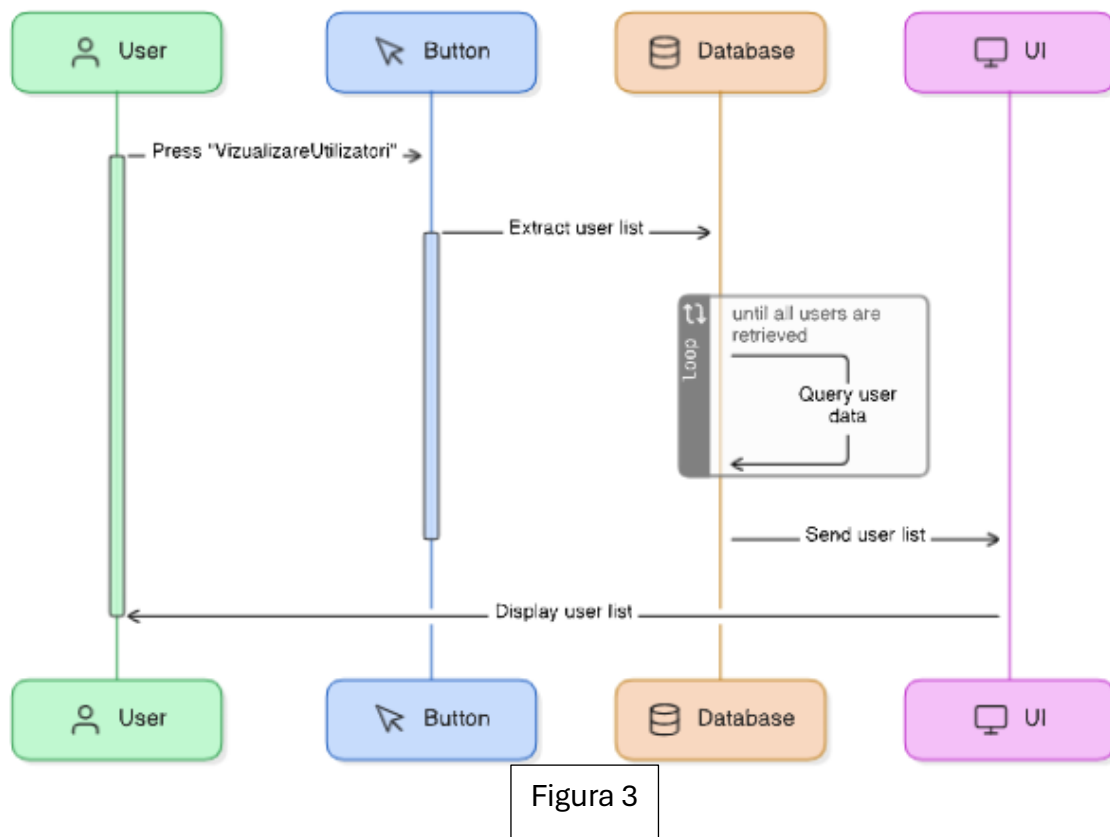 User
Button
Database
UI
Press "VizualizareUtilizatori"
Extract user list
Loop
until all users are
retrieved
Query user
data
Send user list
Display user list
User
Button
Database
UI
Figura 3